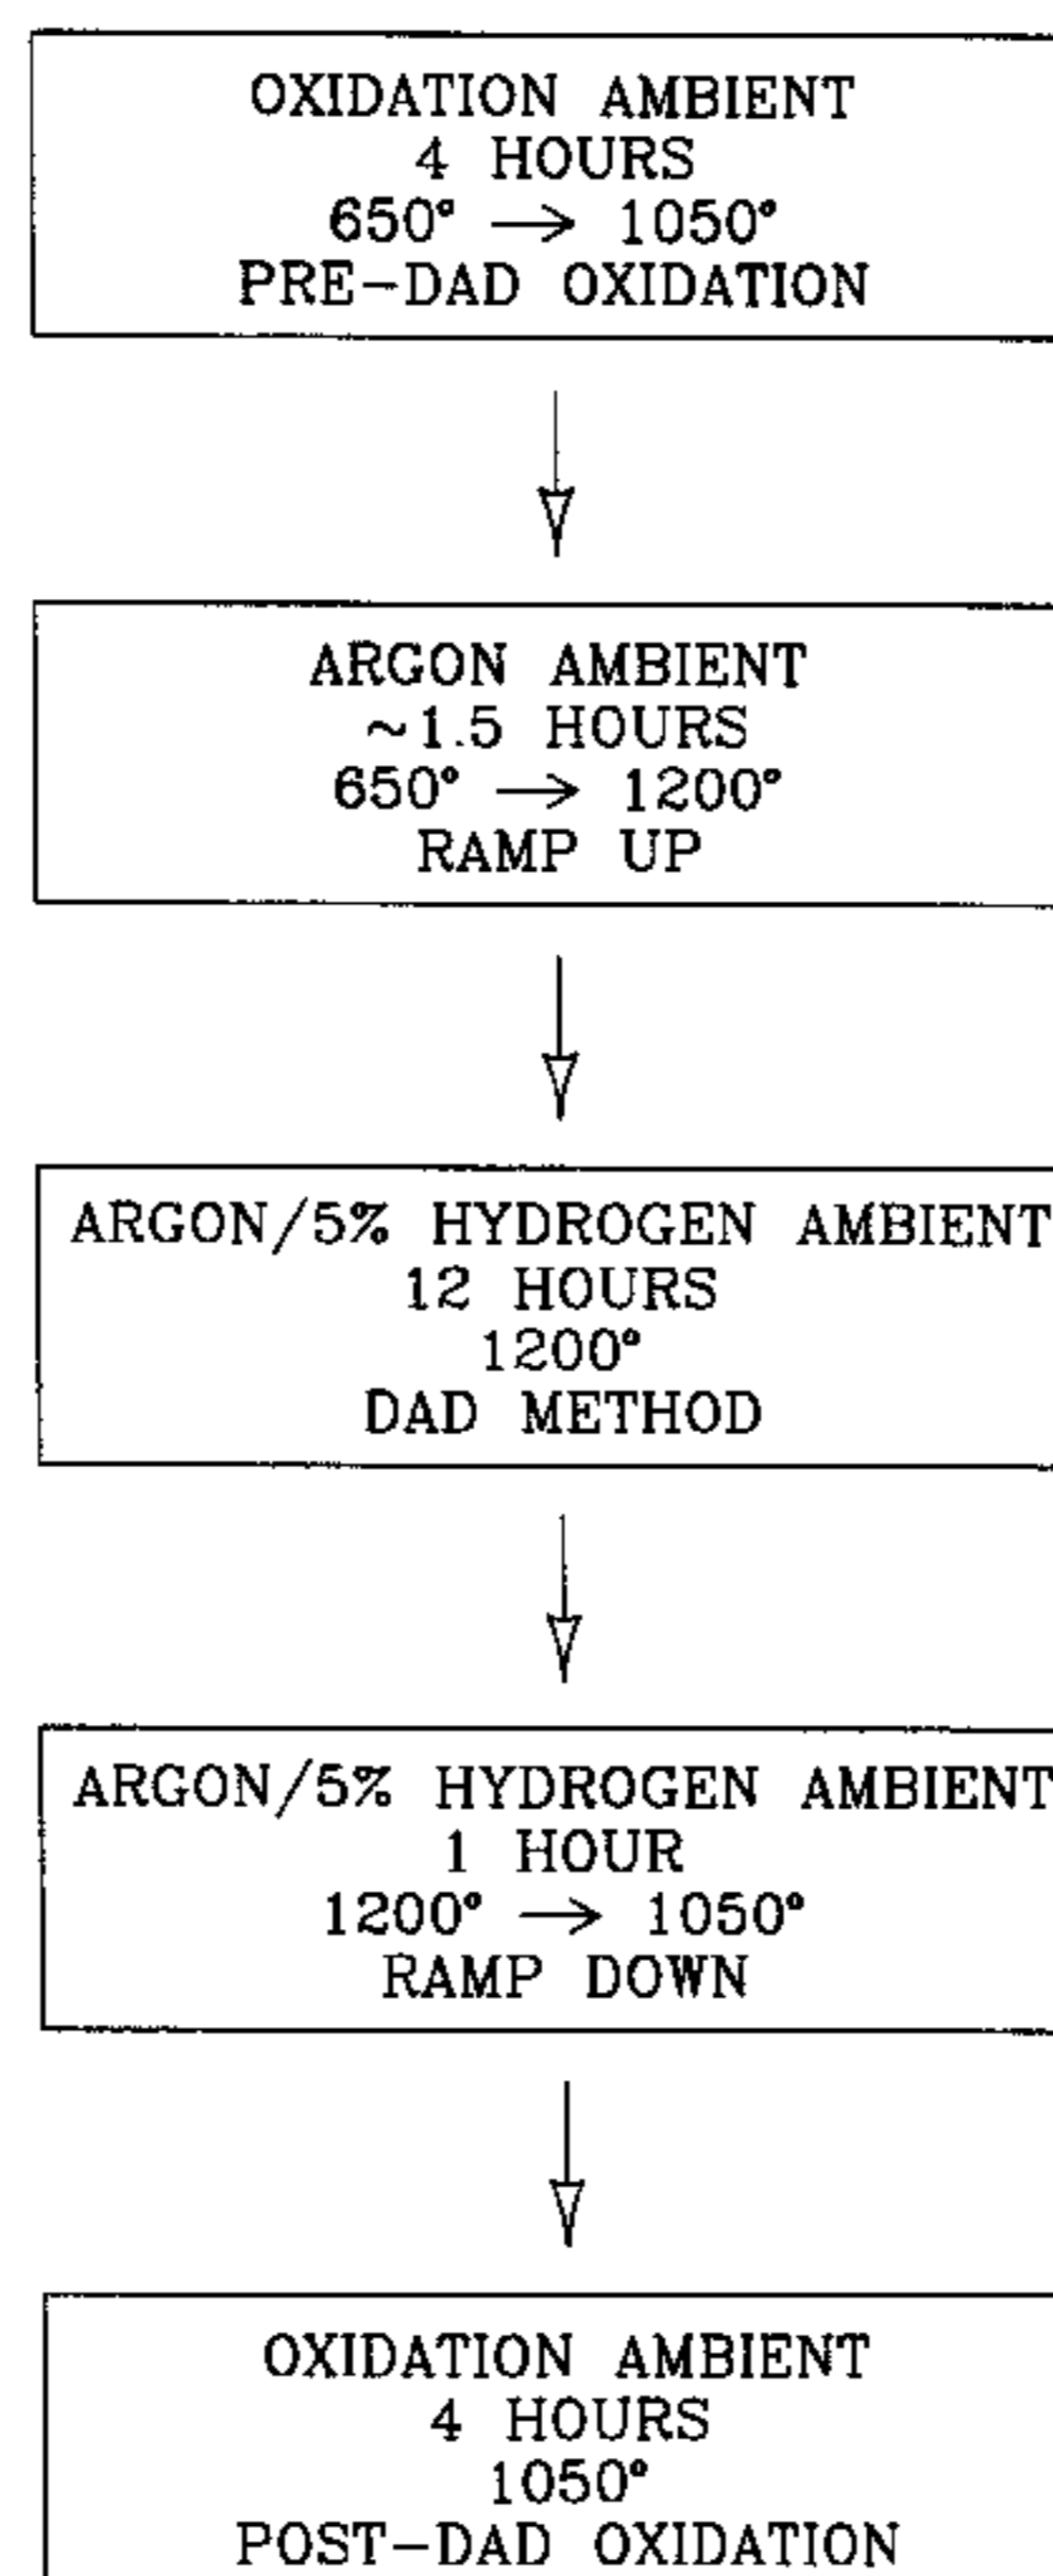 OXIDATION AMBIENT
4 HOURS
650° → 1050°
PRE-DAD OXIDATION
ARGON AMBIENT
~1.5 HOURS
650° → 1200°
RAMP UP
ARGON/5% HYDROGEN AMBIENT
12 HOURS
1200°
DAD METHOD
ARGON/5% HYDROGEN AMBIENT
1 HOUR
1200° → 1050°
RAMP DOWN
OXIDATION AMBIENT
4 HOURS
1050°
POST-DAD OXIDATION